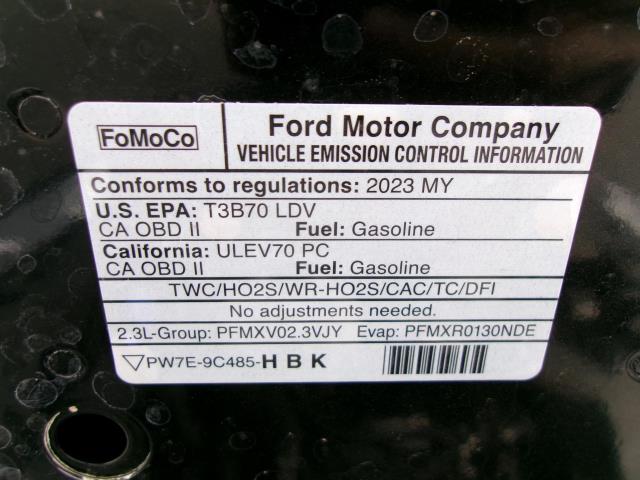 FoMoCo
Ford Motor Company
VEHICLE EMISSION CONTROL INFORMATION
Conforms to regulations: 2023 MY
U.S. EPA: T3B70 LDV
CA OBD II Fuel: Gasoline
California: ULEV70 PC
CA OBD II Fuel: Gasoline
TWC/HO2S/WR-HO2S/CAC/TC/DFI
No adjustments needed.
2.3L-Group: PFMXV02.3VJY Evap: PFMXR0130NDE
PW7E-9C485-H B K